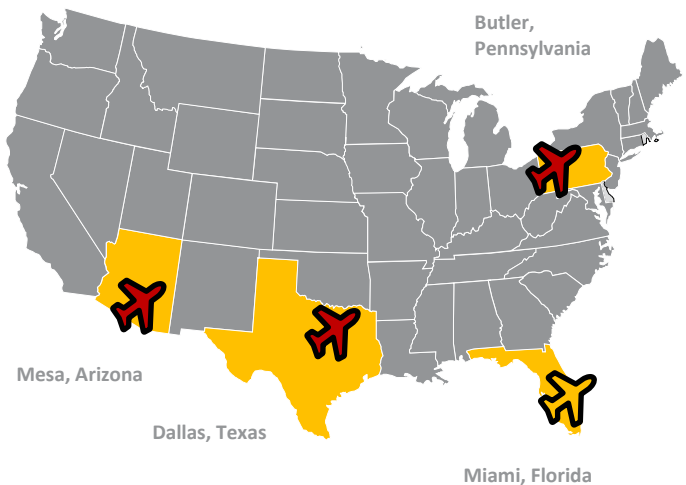 Butler,
Pennsylvania
Mesa, Arizona
Dallas, Texas
Miami, Florida